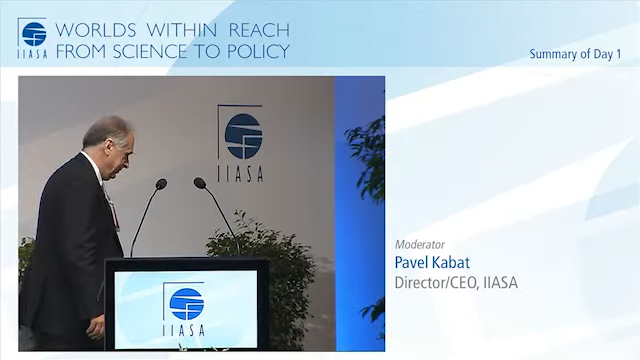 WORLDS WITHIN REACH
IIASA FROM SCIENCE TO POLICY
Summary of Day 1
IIASA
Moderator
Pavel Kabat
Director/CEO, IIASA
IIASA